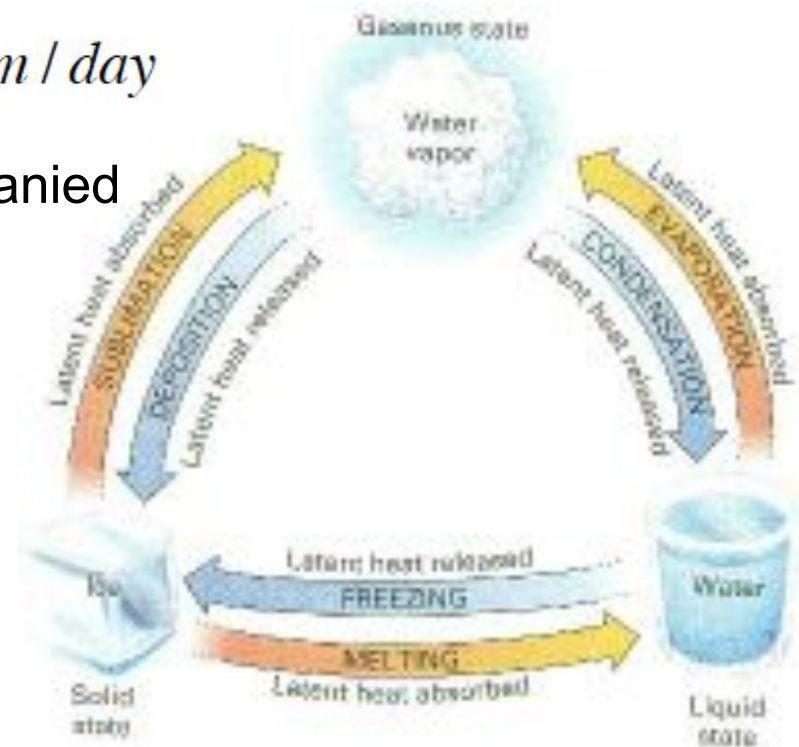 m / day
anied
Gaseous state
Water
vapor
Latent heat absorbed
SUBLIMATION
DEPOSITION
Latent heat released
Latent heat absorbed
EVAPORATION
CONDENSATION
Latent heat released
Latent heat released
FREEZING
Ice
Water
MELTING
Latent heat absorbed
Solid
state
Liquid
state